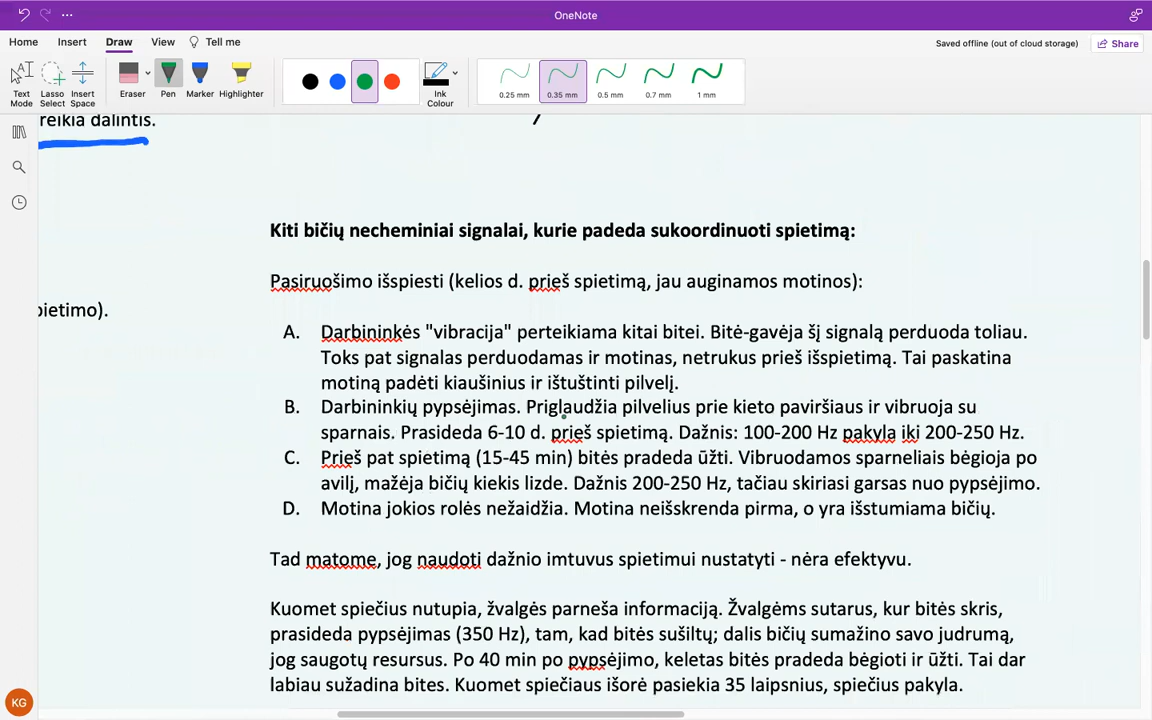 OneNote
Home Insert Draw View Tell me
Saved offline (out of cloud storage) Share
Text Mode Lasso Select Insert Space Eraser Pen Marker Highlighter Ink Colour 0.25 mm 0.35 mm 0.5 mm 0.7 mm 1 mm
reikia dalintis.
Kiti bičių necheminiai signalai, kurie padeda sukoordinuoti spietimą:
Pasiruošimo išspiesti (kelios d. prieš spietimą, jau auginamos motinos):
pietimo).
A. Darbininkės "vibracija" perteikiama kitai bitei. Bitė-gavėja šį signalą perduoda toliau.
Toks pat signalas perduodamas ir motinas, netrukus prieš išspietimą. Tai paskatina
motiną padėti kiaušinius ir ištuštinti pilvelį.
B. Darbininkių pypsėjimas. Priglaudžia pilvelius prie kieto paviršiaus ir vibruoja su
sparnais. Prasideda 6-10 d. prieš spietimą. Dažnis: 100-200 Hz pakyla iki 200-250 Hz.
C. Prieš pat spietimą (15-45 min) bitės pradeda ūžti. Vibruodamos sparneliais bėgioja po
avilį, mažėja bičių kiekis lizde. Dažnis 200-250 Hz, tačiau skiriasi garsas nuo pypsėjimo.
D. Motina jokios rolės nežaidžia. Motina neišskrenda pirma, o yra išstumiama bičių.
Tad matome, jog naudoti dažnio imtuvus spietimui nustatyti - nėra efektyvu.
Kuomet spiečius nutupia, žvalgės parneša informaciją. Žvalgėms sutarus, kur bitės skris,
prasideda pypsėjimas (350 Hz), tam, kad bitės sušiltų; dalis bičių sumažino savo judrumą,
jog saugotų resursus. Po 40 min po pypsėjimo, keletas bitės pradeda bėgioti ir ūžti. Tai dar
labiau sužadina bites. Kuomet spiečiaus išorė pasiekia 35 laipsnius, spiečius pakyla.
KG